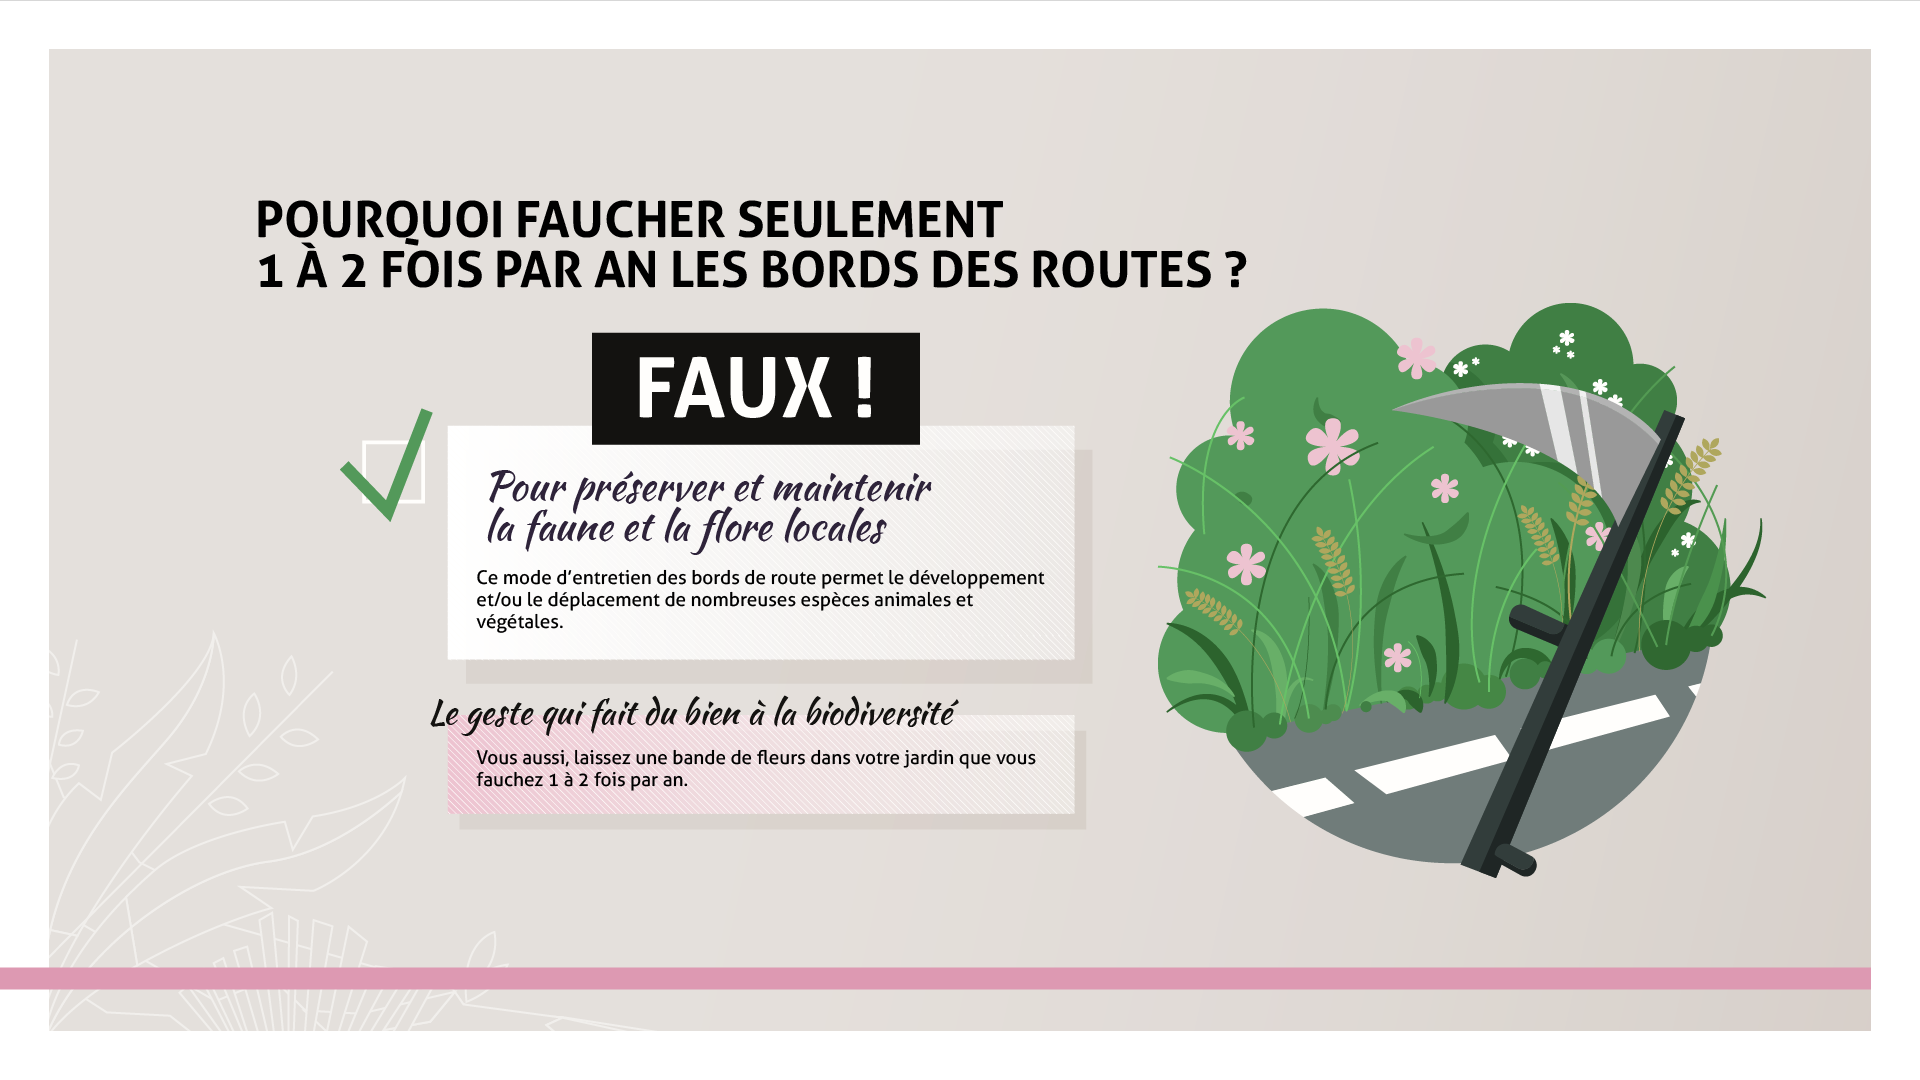 POURQUOI FAUCHER SEULEMENT
1 À 2 FOIS PAR AN LES BORDS DES ROUTES ?
FAUX !
Pour préserver et maintenir
la faune et la flore locales
Ce mode d’entretien des bords de route permet le développement
et/ou le déplacement de nombreuses espèces animales et
végétales.
Le geste qui fait du bien à la biodiversité
Vous aussi, laissez une bande de fleurs dans votre jardin que vous
fauchez 1 à 2 fois par an.